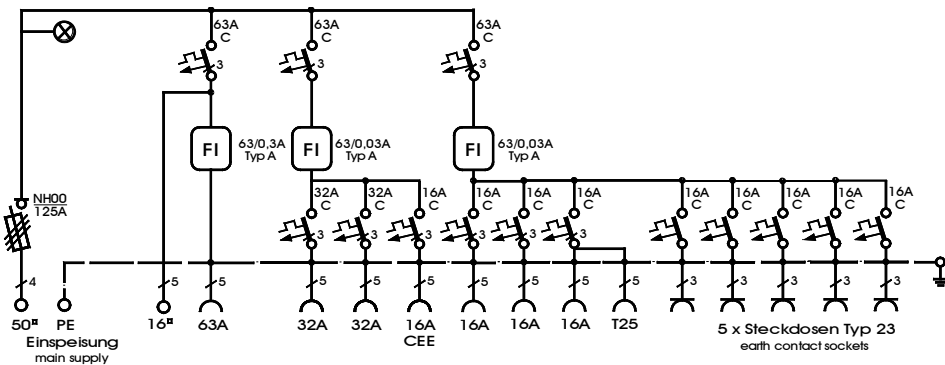 63A
C
3
63A
C
3
63A
C
3
FI
63/0,3A
Typ A
FI
63/0,03A
Typ A
FI
63/0,03A
Typ A
NH00
125A
32A
C
3
32A
C
3
16A
C
3
16A
C
3
16A
C
3
16A
C
3
16A
C
16A
C
16A
C
16A
C
16A
C
4
5
5
5
5
5
5
5
5
5
3
3
3
3
3
50¤
PE
16¤
63A
32A
32A
16A
16A
16A
16A
T25
CEE
Einspeisung
main supply
5 x Steckdosen Typ 23
earth contact sockets